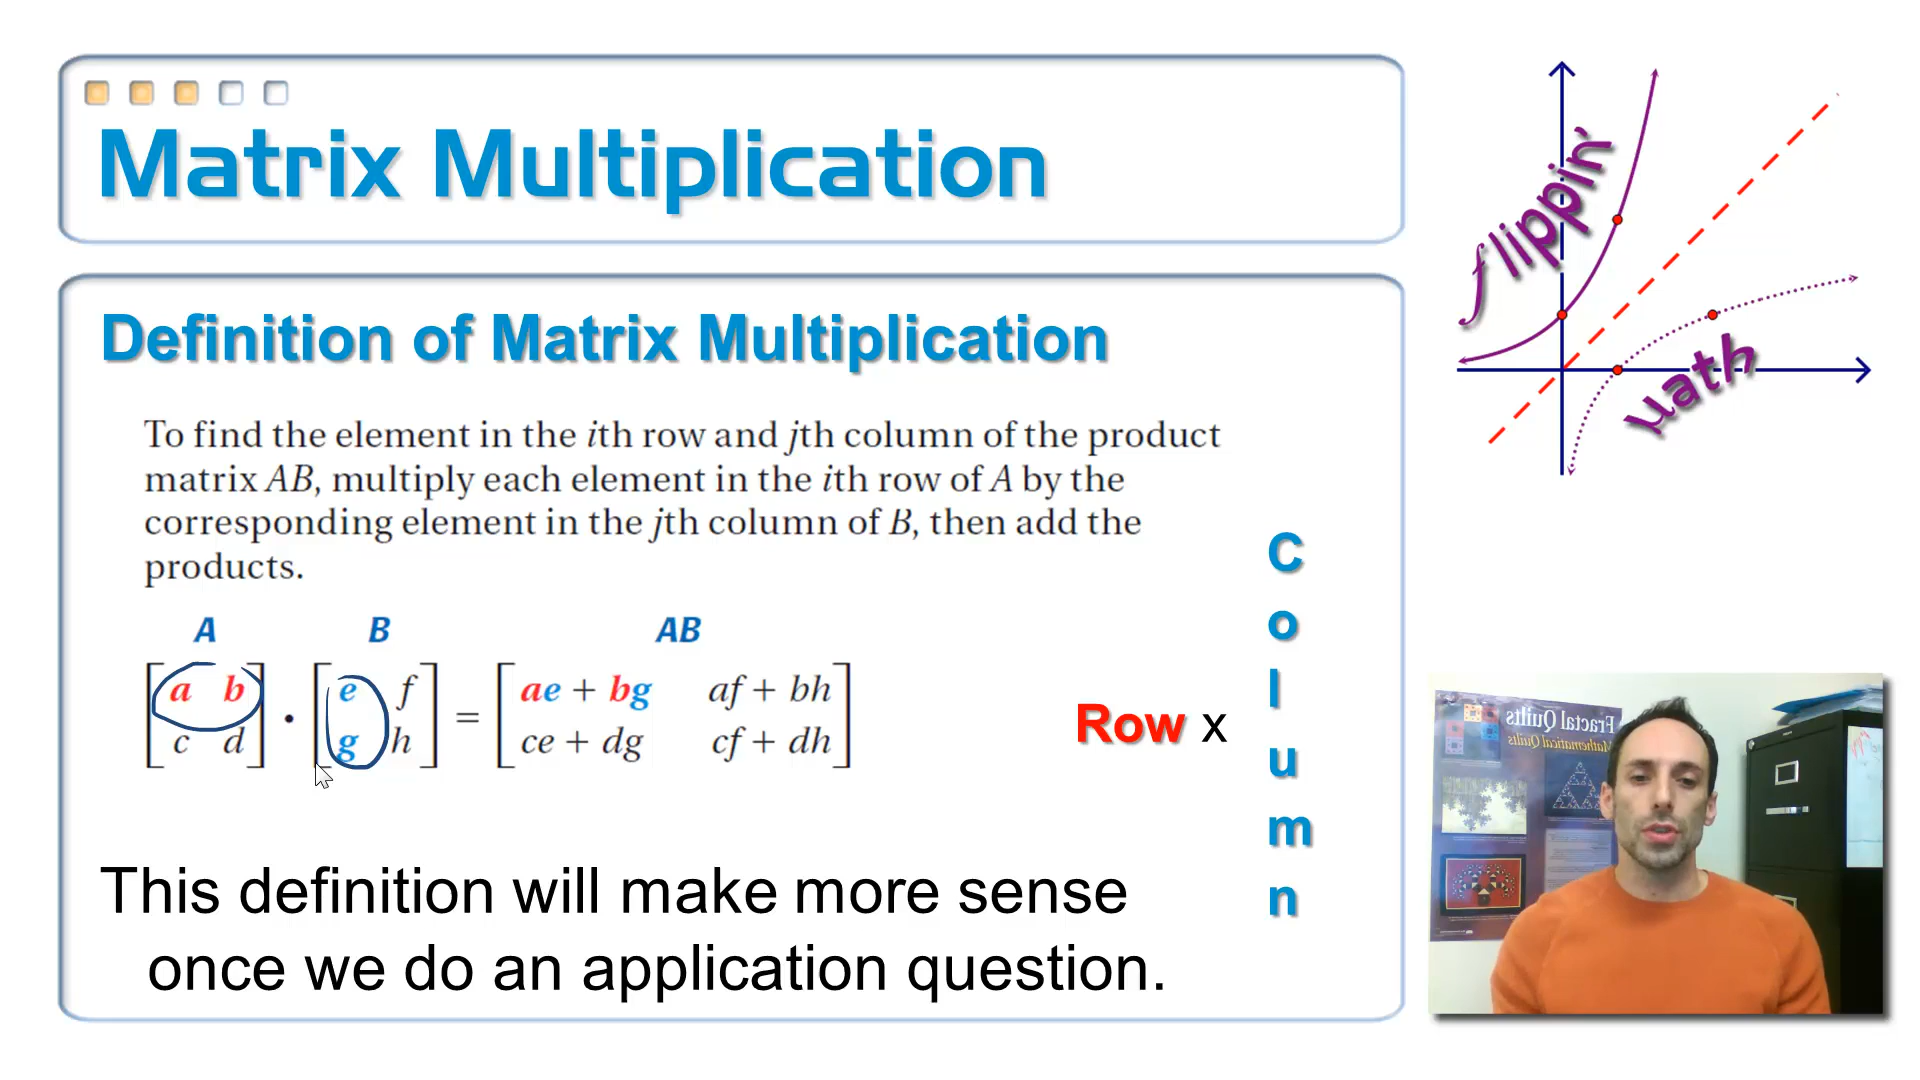 Matrix Multiplication
Definition of Matrix Multiplication
To find the element in the ith row and jth column of the product
matrix AB, multiply each element in the ith row of A by the
corresponding element in the jth column of B, then add the
products.
A B AB
[a b] • [e f] = [ae + bg af + bh]
[c d] [g h] [ce + dg cf + dh]
Row x
Column
This definition will make more sense
once we do an application question.
flippin'
math
Fractal Quilts
Mathematical Quilts